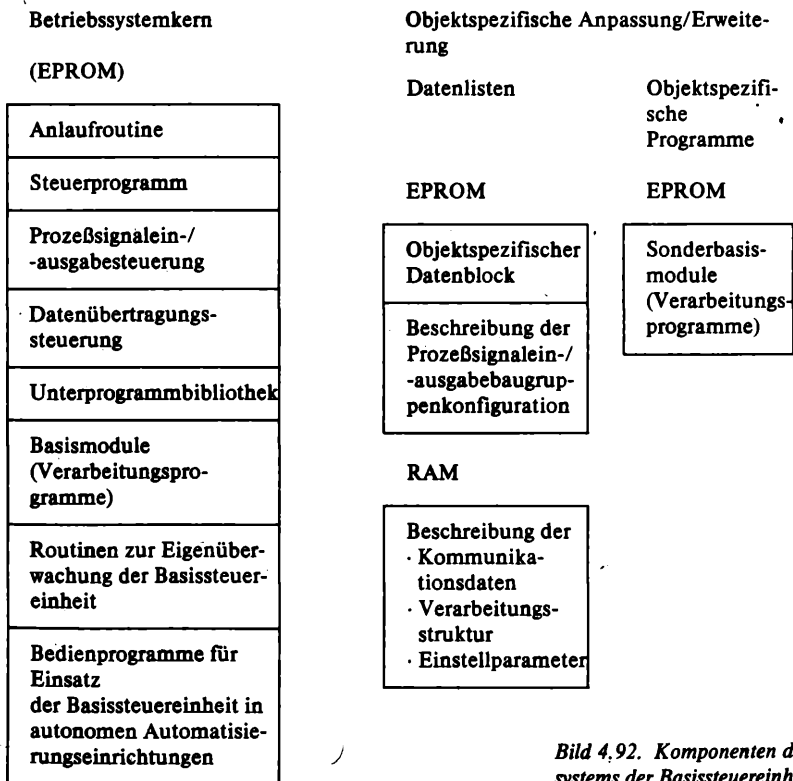 Betriebssystemkern
(EPROM)
Anlaufroutine
Steuerprogramm
Prozeßsignalein-/
-ausgabesteuerung
Datenübertragungs-
steuerung
Unterprogrammbibliothek
Basismodule
(Verarbeitungspro-
gramme)
Routinen zur Eigenüber-
wachung der Basissteuer-
einheit
Bedienprogramme für
Einsatz
der Basissteuereinheit in
autonomen Automatisie-
rungseinrichtungen
Objektspezifische Anpassung/Erweite-
rung
Datenlisten
EPROM
Objektspezifischer
Datenblock
Beschreibung der
Prozeßsignalein-/
-ausgabebaugrup-
penkonfiguration
RAM
Beschreibung der
· Kommunika-
tionsdaten
· Verarbeitungs-
struktur
· Einstellparameter
Objektspezifi-
sche
Programme
EPROM
Sonderbasis-
module
(Verarbeitungs-
programme)
Bild 4.92. Komponenten d
systems der Basissteuereinh